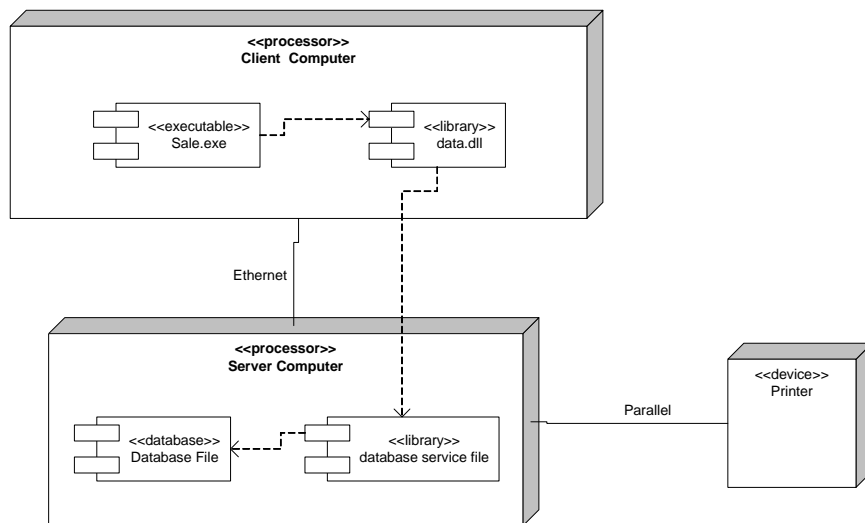 <<processor>>
Client Computer
<<executable>>
Sale.exe
<<library>>
data.dll
Ethernet
<<processor>>
Server Computer
<<database>>
Database File
<<library>>
database service file
Parallel
<<device>>
Printer